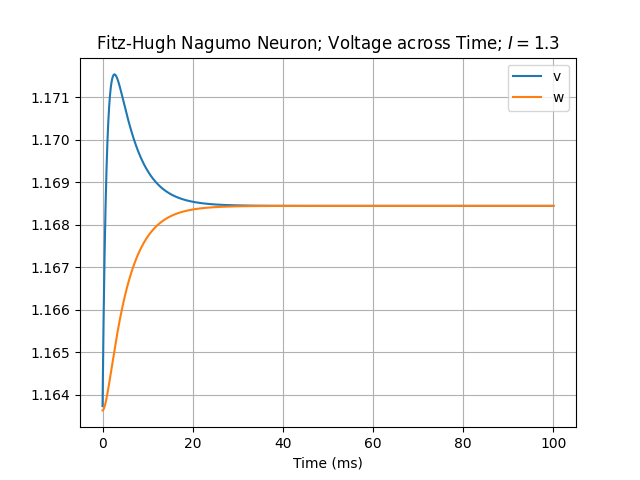 Fitz-Hugh Nagumo Neuron; Voltage across Time; I = 1.3
v
w
1.171
1.170
1.169
1.168
1.167
1.166
1.165
1.164
0 20 40 60 80 100
Time (ms)